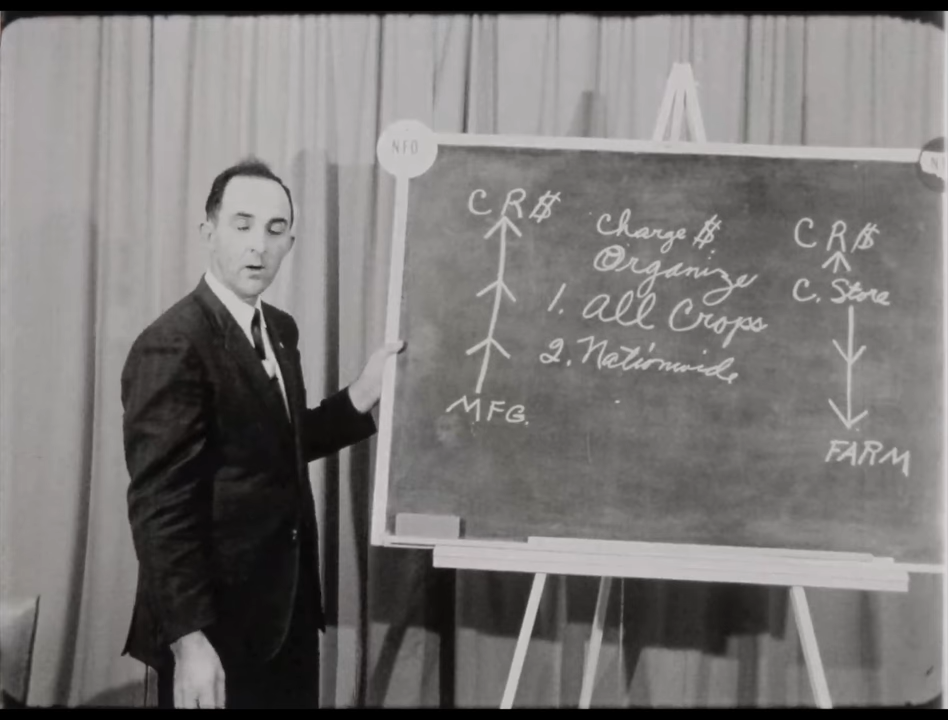 NFO
N
CR$
MFG.
Charge $
Organize
1. All Crops
2. Nationwide
CR$
C. Store
FARM